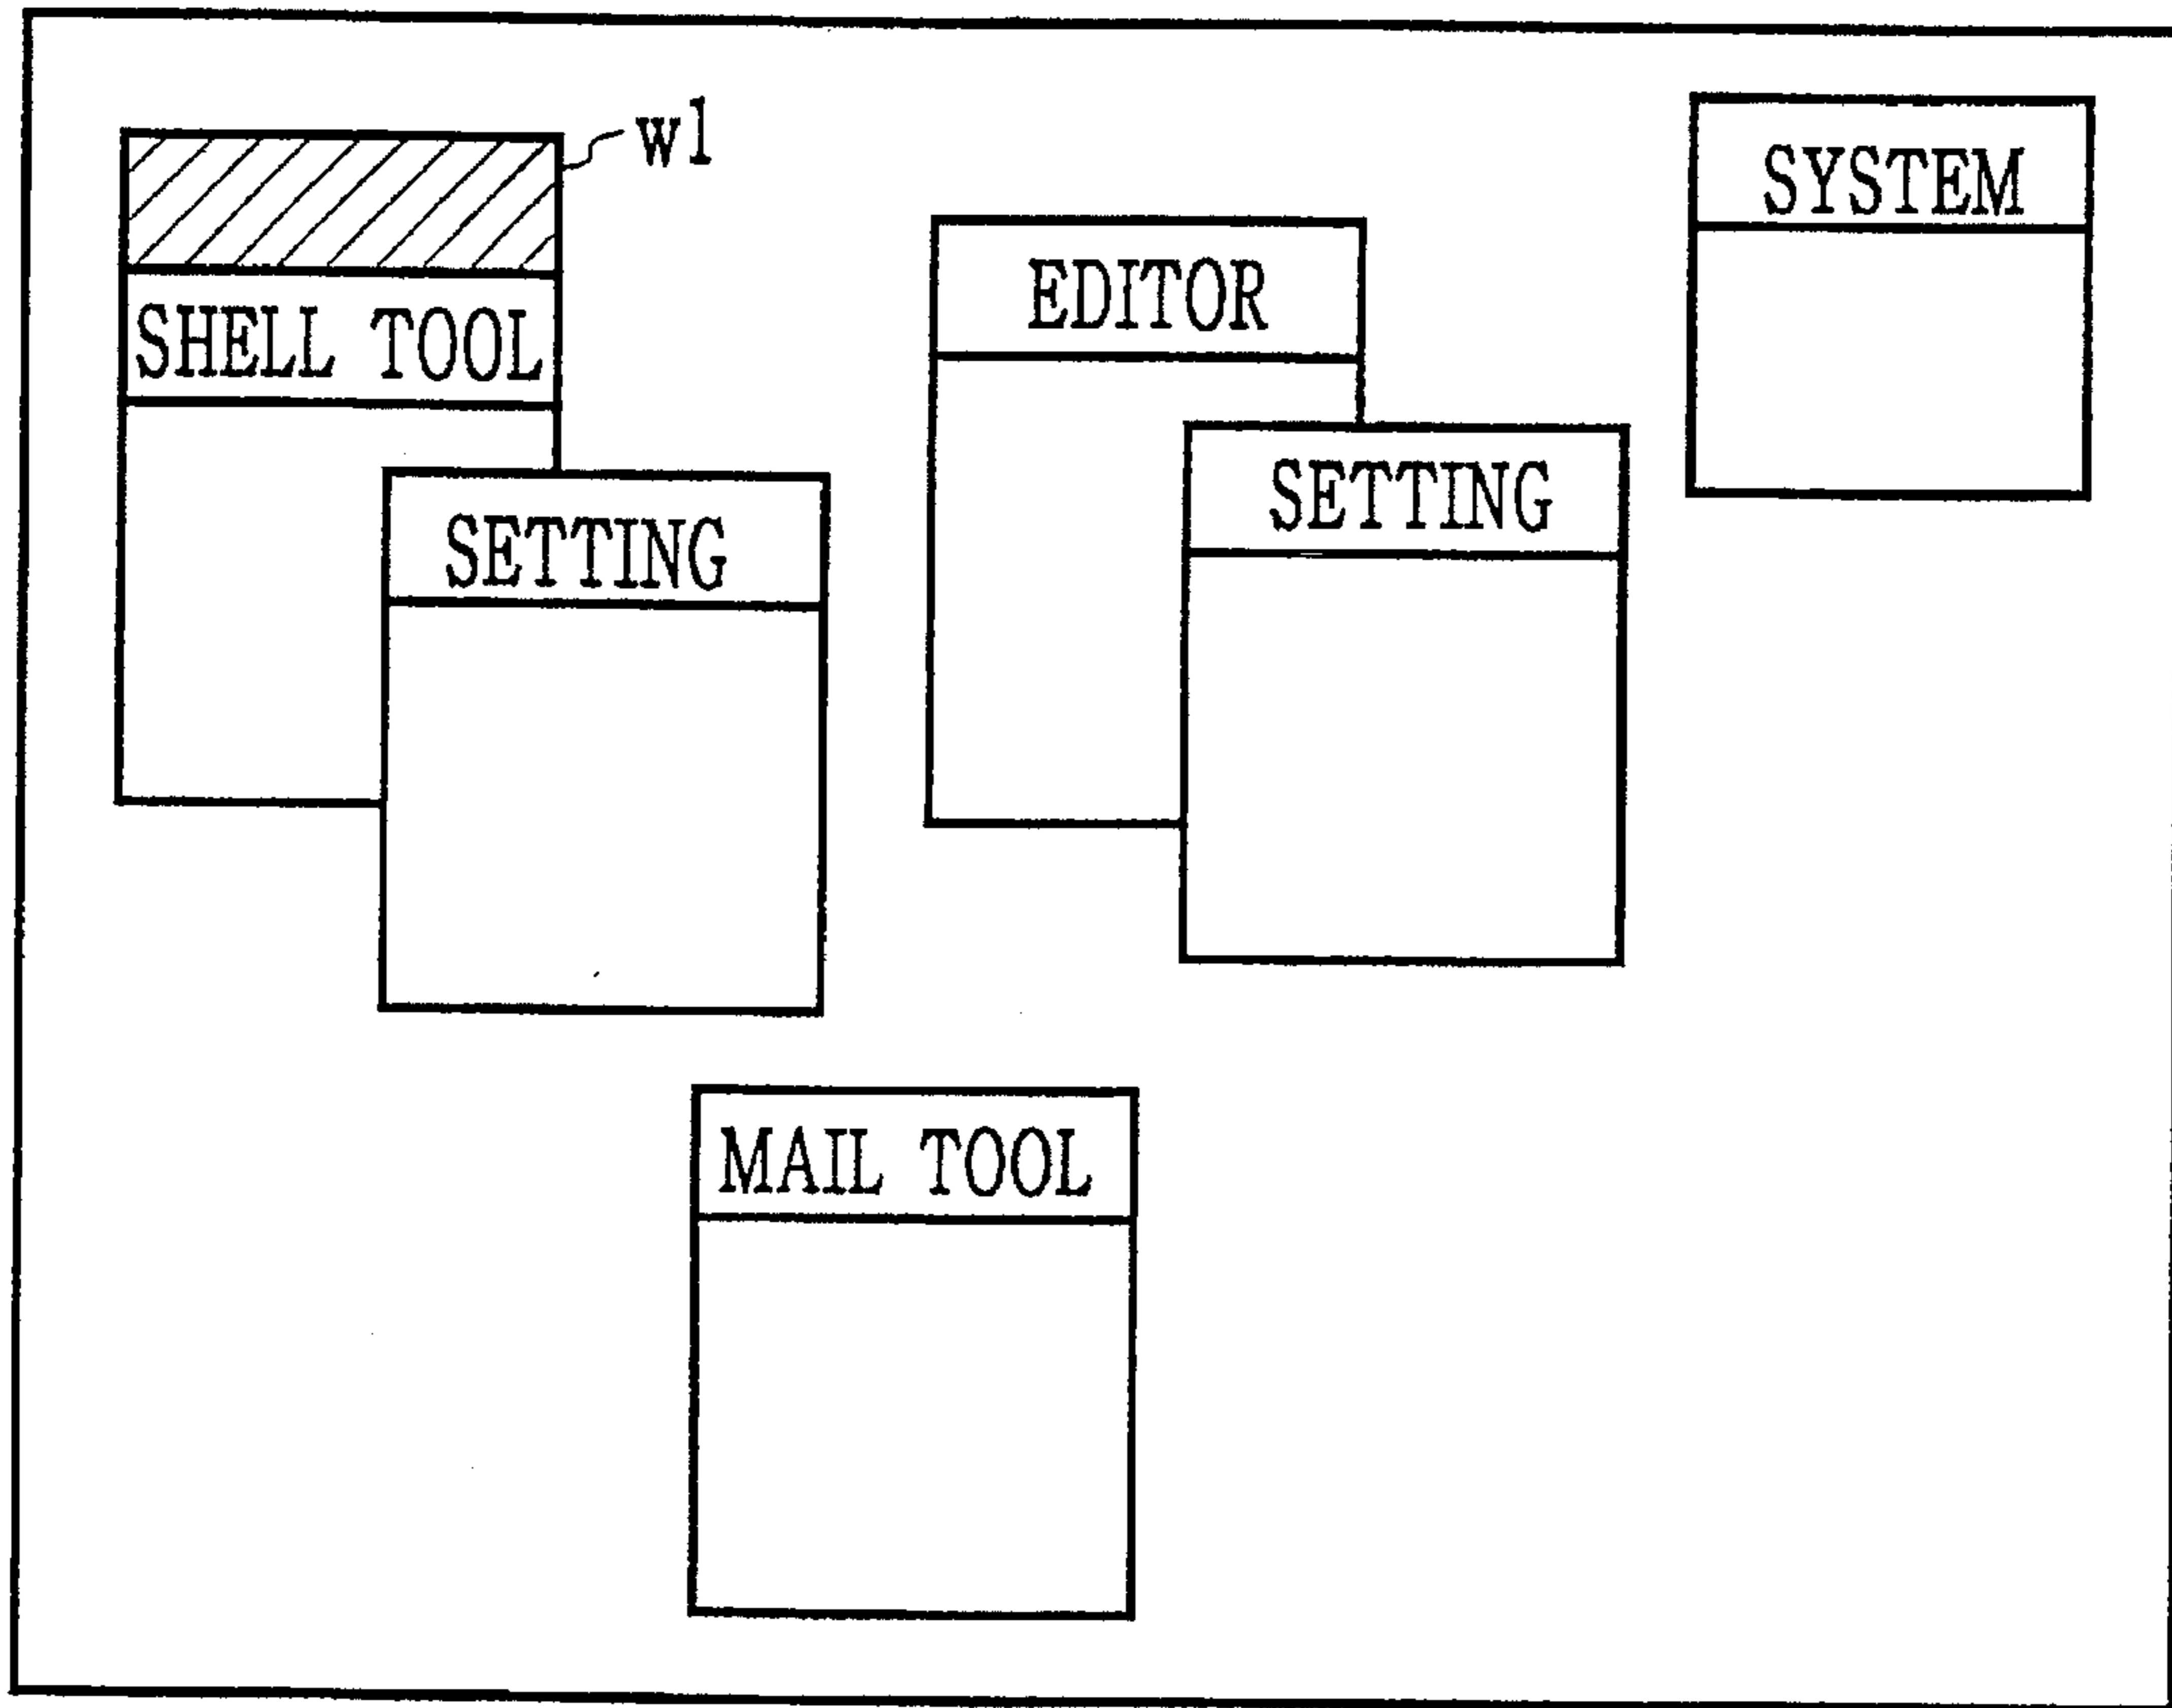 w1
SYSTEM
EDITOR
SHELL TOOL
SETTING
SETTING
MAIL TOOL